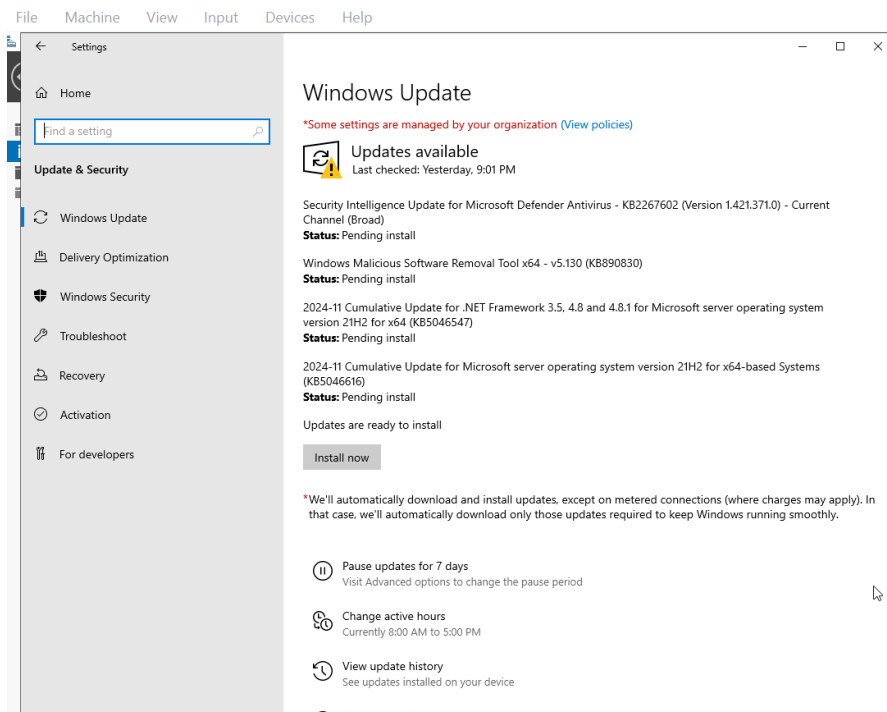 File Machine View Input Devices Help
Settings
Home
Find a setting
Update & Security
Windows Update
Delivery Optimization
Windows Security
Troubleshoot
Recovery
Activation
For developers
Windows Update
*Some settings are managed by your organization (View policies)
Updates available
Last checked: Yesterday, 9:01 PM
Security Intelligence Update for Microsoft Defender Antivirus - KB2267602 (Version 1.421.371.0) - Current
Channel (Broad)
Status: Pending install
Windows Malicious Software Removal Tool x64 - v5.130 (KB890830)
Status: Pending install
2024-11 Cumulative Update for .NET Framework 3.5, 4.8 and 4.8.1 for Microsoft server operating system
version 21H2 for x64 (KB5046547)
Status: Pending install
2024-11 Cumulative Update for Microsoft server operating system version 21H2 for x64-based Systems
(KB5046616)
Status: Pending install
Updates are ready to install
Install now
*We'll automatically download and install updates, except on metered connections (where charges may apply). In
that case, we'll automatically download only those updates required to keep Windows running smoothly.
Pause updates for 7 days
Visit Advanced options to change the pause period
Change active hours
Currently 8:00 AM to 5:00 PM
View update history
See updates installed on your device